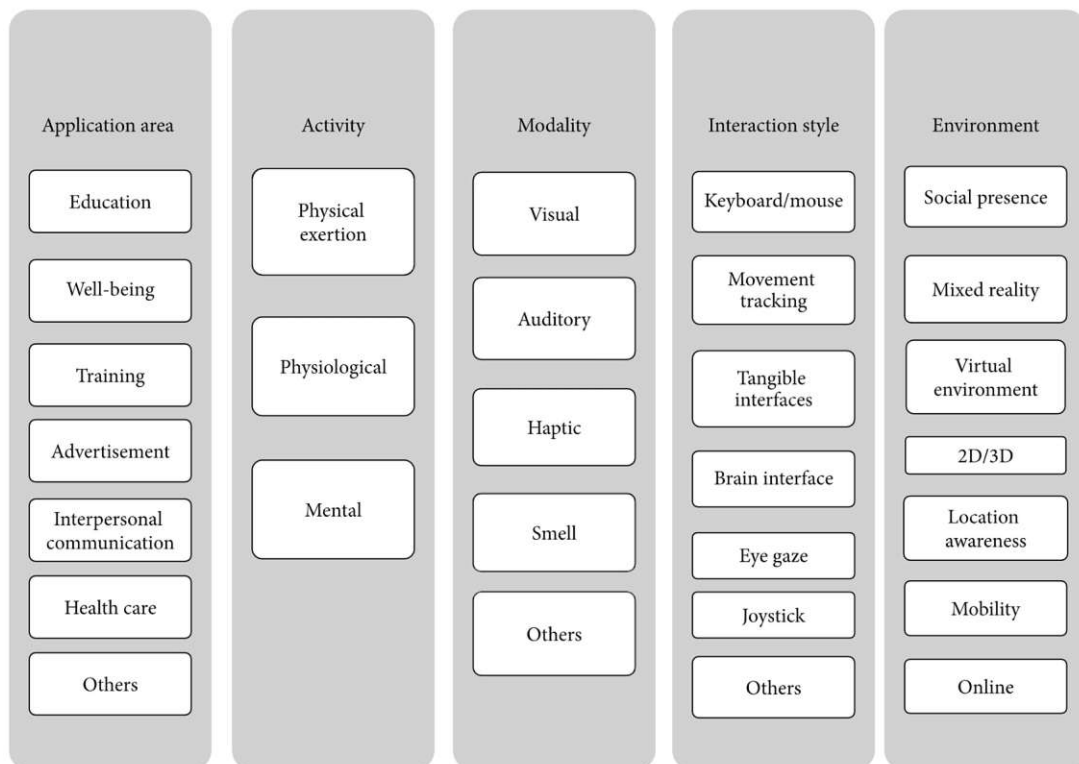 Application area
Education
Well-being
Training
Advertisement
Interpersonal
communication
Health care
Others
Activity
Physical
exertion
Physiological
Mental
Modality
Visual
Auditory
Haptic
Smell
Others
Interaction style
Keyboard/mouse
Movement
tracking
Tangible
interfaces
Brain interface
Eye gaze
Joystick
Others
Environment
Social presence
Mixed reality
Virtual
environment
2D/3D
Location
awareness
Mobility
Online